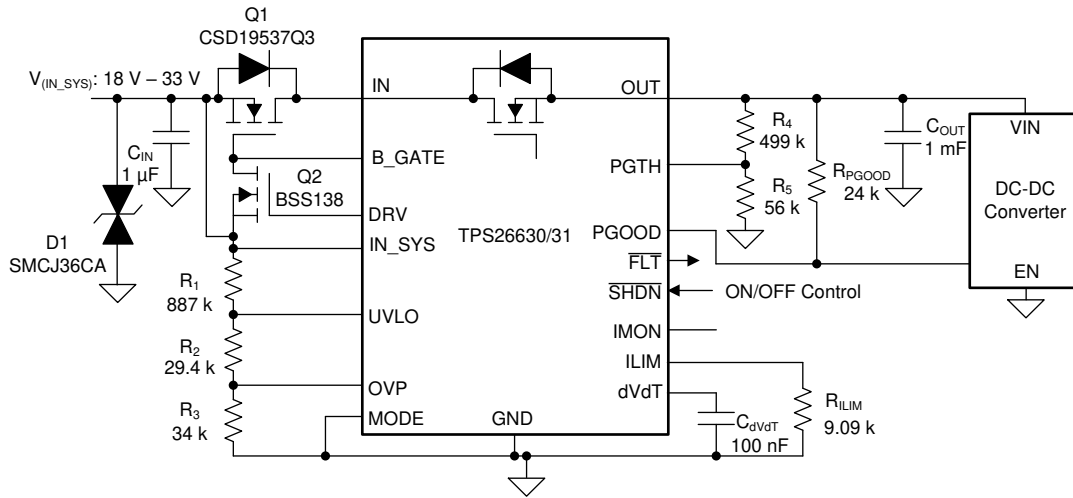 Q1
CSD19537Q3
V(IN_SYS): 18 V – 33 V
IN
OUT
CIN
1 µF
B_GATE
R4
499 k
COUT
1 mF
VIN
Q2
BSS138
PGTH
RPGOOD
24 k
DC-DC
Converter
DRV
R5
56 k
D1
SMCJ36CA
IN_SYS
TPS26630/31
PGOOD
FLT
EN
R1
887 k
SHDN
ON/OFF Control
UVLO
IMON
R2
29.4 k
ILIM
OVP
dVdT
R3
34 k
MODE
GND
CdVdT
100 nF
RILIM
9.09 k